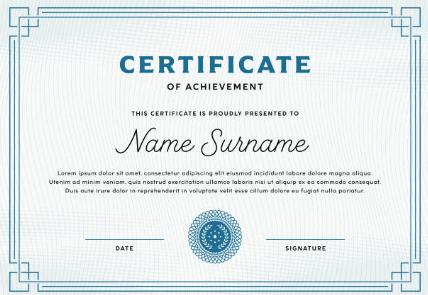 CERTIFICATE
OF ACHIEVEMENT
THIS CERTIFICATE IS PROUDLY PRESENTED TO
Name Surname
Lorem ipsum dolor sit amet, consectetur adipiscing elit eiusmod incididunt labore dolore magna aliqua.
Uteniam ad minim veniam, quis nostrud exercitation ullamco laboris nisi ut aliquip ex ea commodo consequat.
Duis aute irure dolor in reprehenderit in voluptate velit esse cillum dolore eu fugiat nulla pariatur.
DATE
SIGNATURE